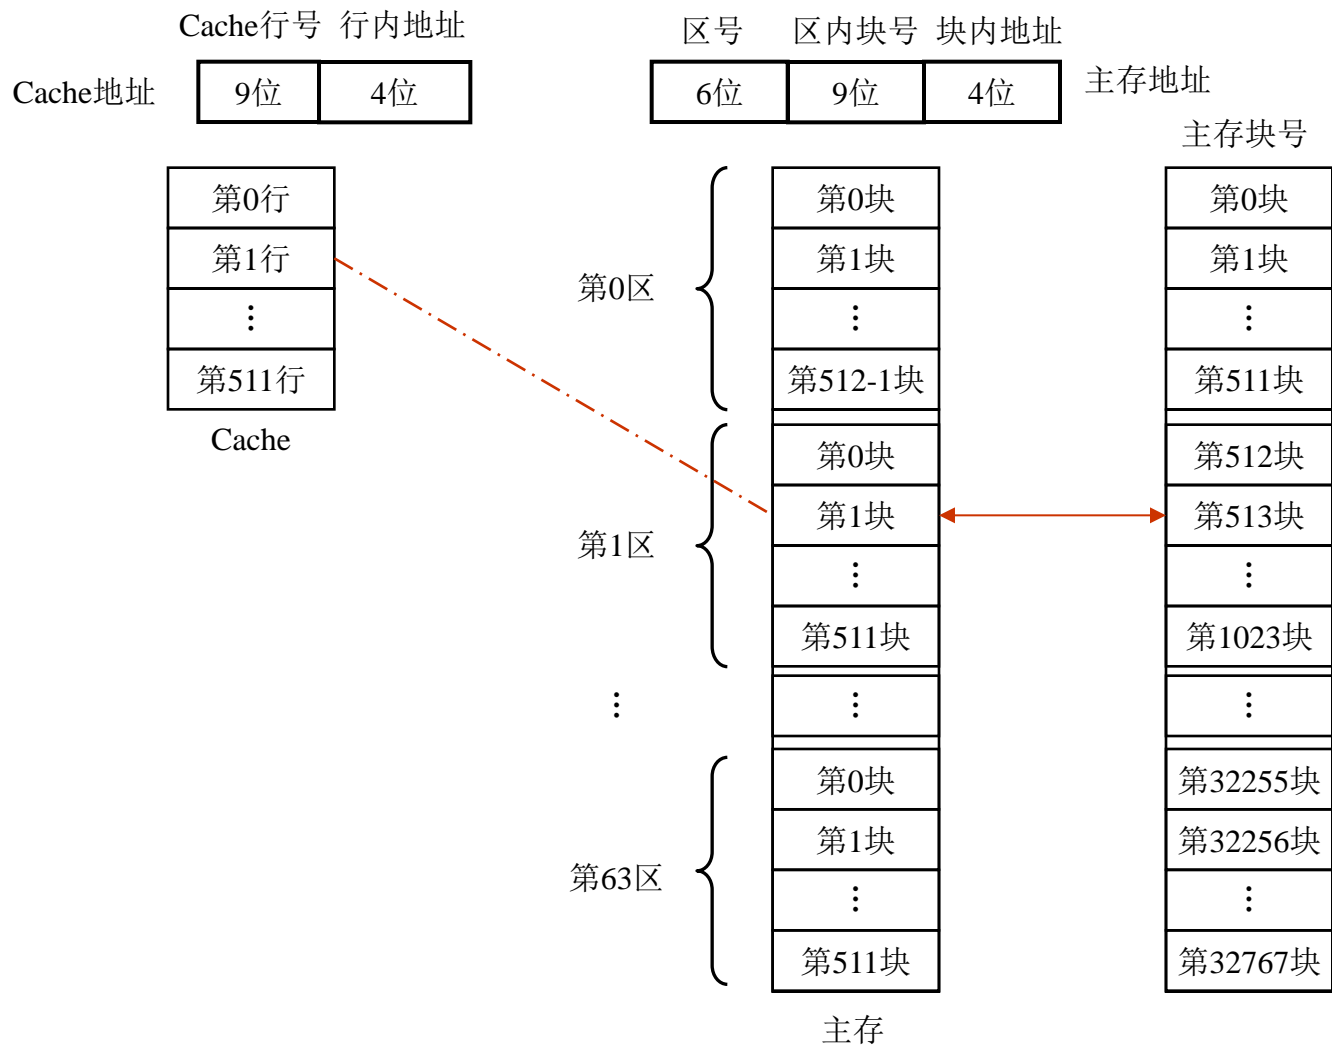 Cache行号 行内地址
区号 区内块号 块内地址
Cache地址 9位 4位
6位 9位 4位 主存地址
主存块号
第0行
第1行
⋮
第511行
Cache
第0区
第0块
第1块
⋮
第512-1块
第1区
第0块
第1块
⋮
第511块
⋮
⋮
第63区
第0块
第1块
⋮
第511块
主存
第0块
第1块
⋮
第511块
第512块
第513块
⋮
第1023块
⋮
第32255块
第32256块
⋮
第32767块